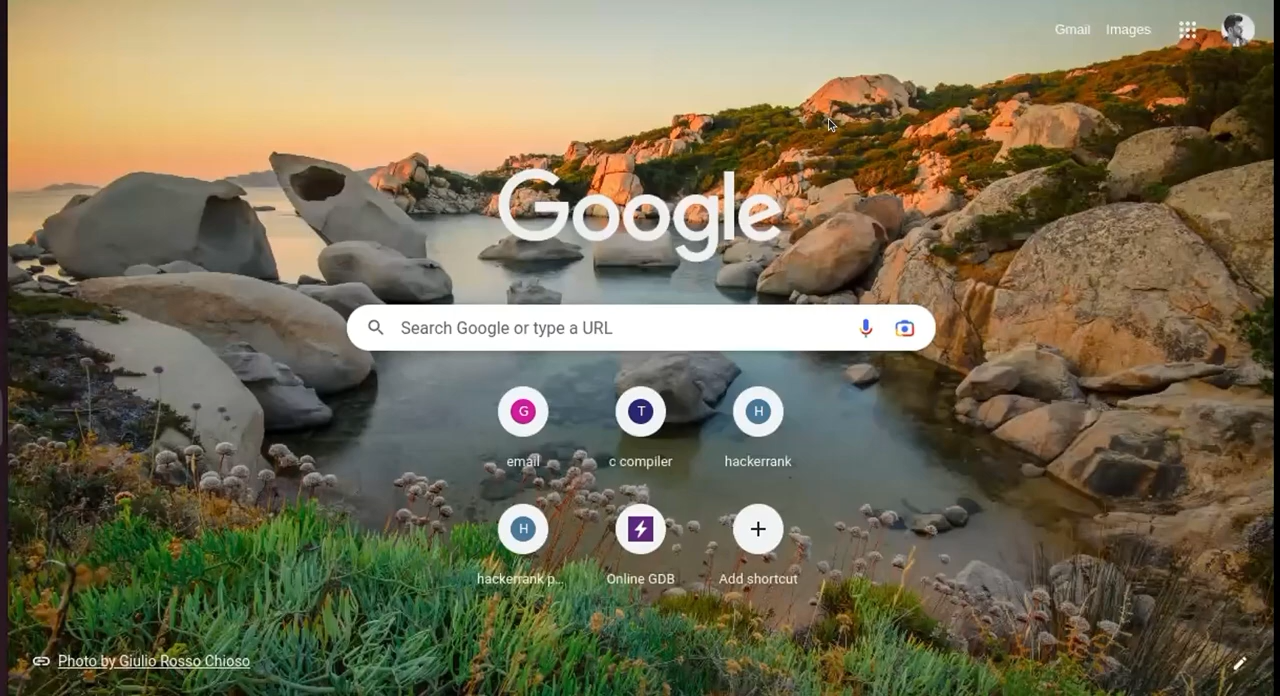 Gmail Images
Google
Search Google or type a URL
G T H
email c compiler hackerrank
H
hackerrank p... Online GDB Add shortcut
Photo by Giulio Rosso Chioso